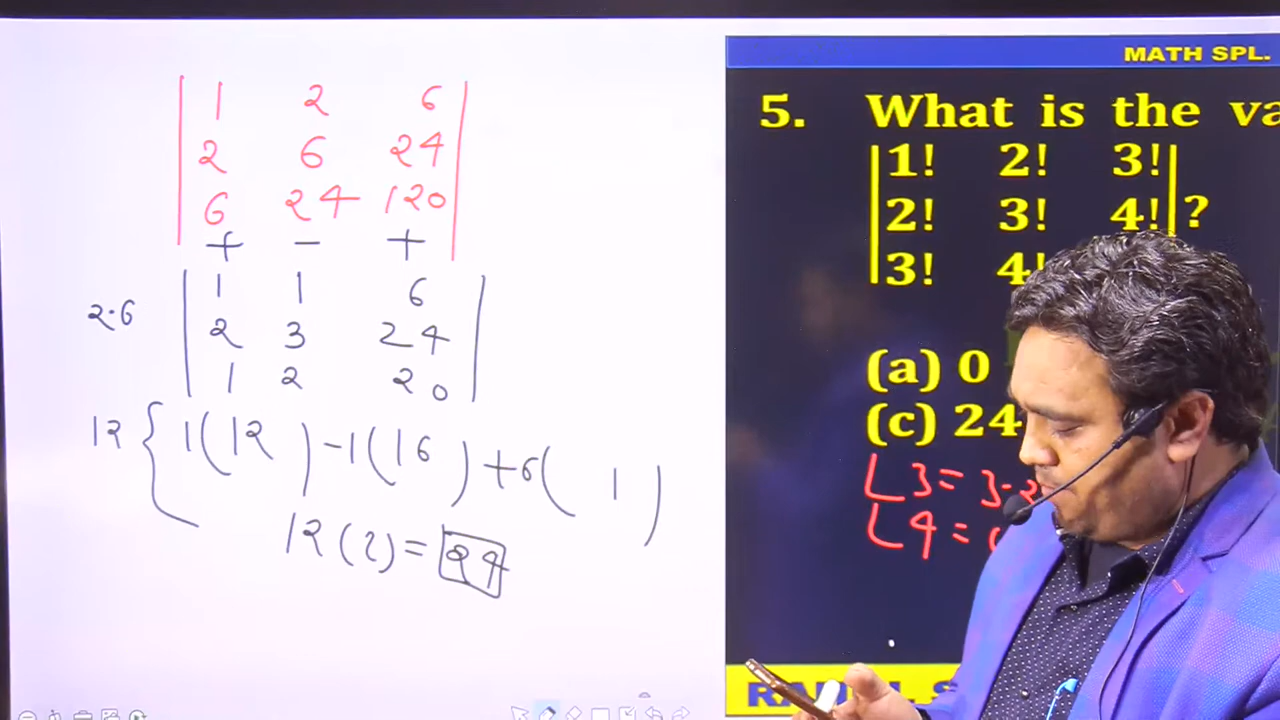 1 2 6
2 6 24
6 24 120
+ - +
1 1 6
2·6 2 3 24
1 2 20
12 { 1(12) -1(16) +6( 1 )
12(2) = 24
MATH SPL.
5. What is the
1! 2! 3!
2! 3! 4! ?
3! 4!
(a) 0
(c) 24
L3 = 3·2
L4 =